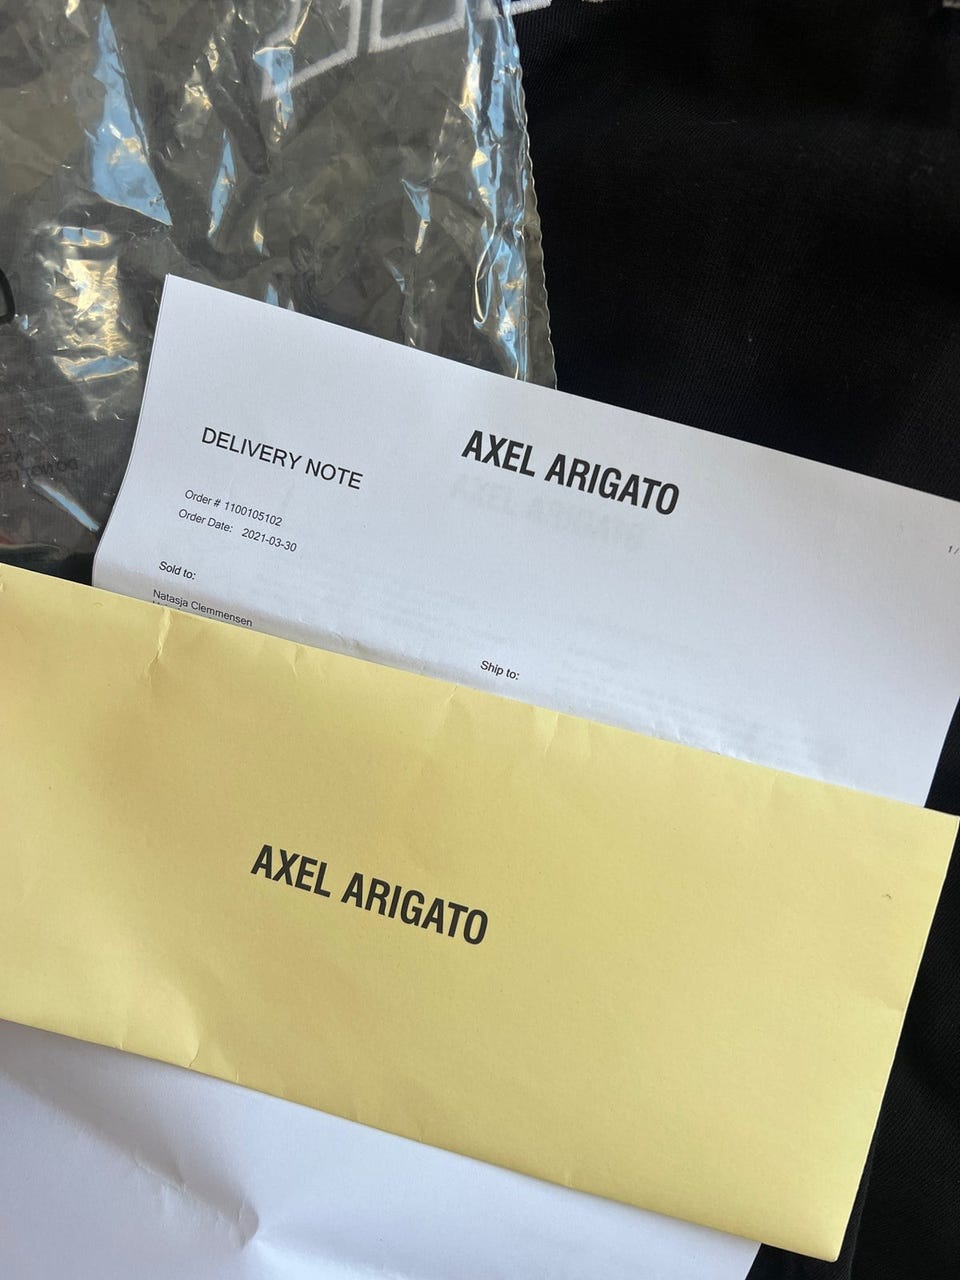 DELIVERY NOTE
AXEL ARIGATO
Order # 1100105102
Order Date: 2021-03-30
1/
Sold to:
Natasja Clemmensen
Ship to:
AXEL ARIGATO